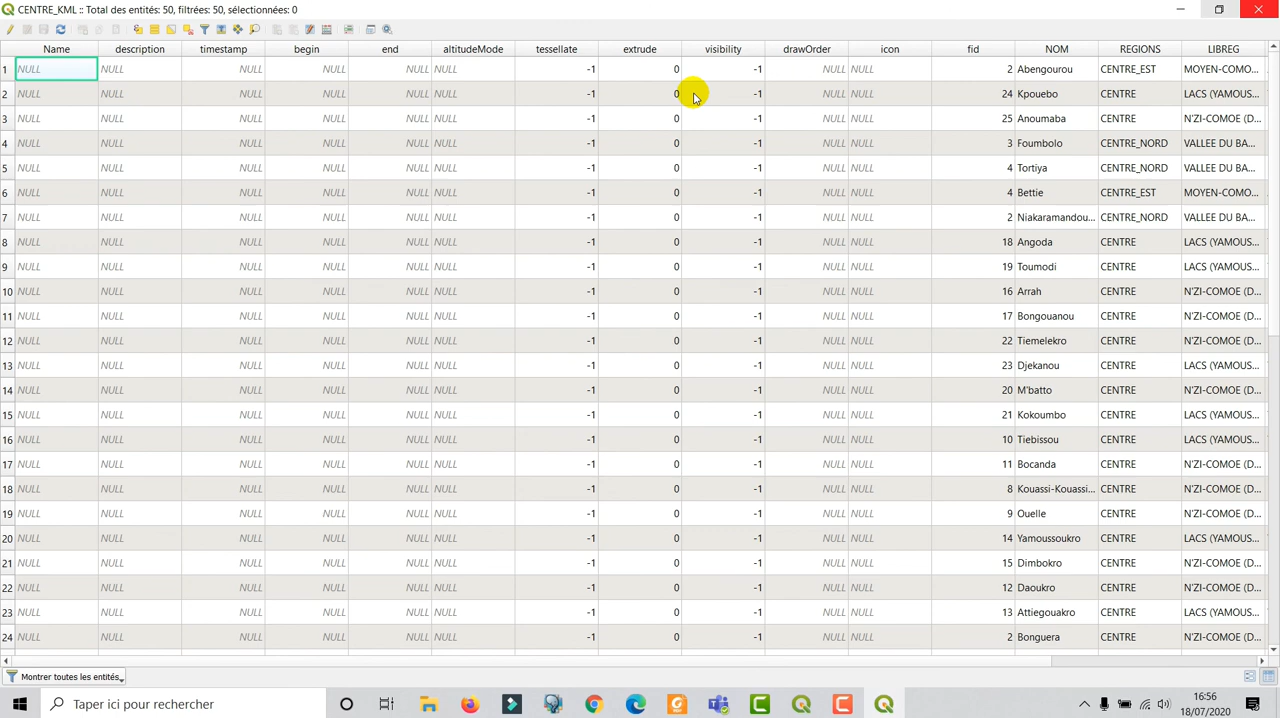 CENTRE_KML :: Total des entités: 50, filtrées: 50, sélectionnées: 0
Name description timestamp begin end altitudeMode tessellate extrude visibility drawOrder icon fid NOM REGIONS LIBREG
1 NULL NULL NULL NULL NULL NULL -1 0 -1 NULL NULL 2 Abengourou CENTRE_EST MOYEN-COMO...
2 NULL NULL NULL NULL NULL NULL -1 0 -1 NULL NULL 24 Kpouebo CENTRE LACS (YAMOUS...
3 NULL NULL NULL NULL NULL NULL -1 0 -1 NULL NULL 25 Anoumaba CENTRE N'ZI-COMOE (D...
4 NULL NULL NULL NULL NULL NULL -1 0 -1 NULL NULL 3 Foumbolo CENTRE_NORD VALLEE DU BA...
5 NULL NULL NULL NULL NULL NULL -1 0 -1 NULL NULL 4 Tortiya CENTRE_NORD VALLEE DU BA...
6 NULL NULL NULL NULL NULL NULL -1 0 -1 NULL NULL 4 Bettie CENTRE_EST MOYEN-COMO...
7 NULL NULL NULL NULL NULL NULL -1 0 -1 NULL NULL 2 Niakaramandou... CENTRE_NORD VALLEE DU BA...
8 NULL NULL NULL NULL NULL NULL -1 0 -1 NULL NULL 18 Angoda CENTRE LACS (YAMOUS...
9 NULL NULL NULL NULL NULL NULL -1 0 -1 NULL NULL 19 Toumodi CENTRE LACS (YAMOUS...
10 NULL NULL NULL NULL NULL NULL -1 0 -1 NULL NULL 16 Arrah CENTRE N'ZI-COMOE (D...
11 NULL NULL NULL NULL NULL NULL -1 0 -1 NULL NULL 17 Bongouanou CENTRE N'ZI-COMOE (D...
12 NULL NULL NULL NULL NULL NULL -1 0 -1 NULL NULL 22 Tiemelekro CENTRE N'ZI-COMOE (D...
13 NULL NULL NULL NULL NULL NULL -1 0 -1 NULL NULL 23 Djekanou CENTRE LACS (YAMOUS...
14 NULL NULL NULL NULL NULL NULL -1 0 -1 NULL NULL 20 M'batto CENTRE N'ZI-COMOE (D...
15 NULL NULL NULL NULL NULL NULL -1 0 -1 NULL NULL 21 Kokoumbo CENTRE LACS (YAMOUS...
16 NULL NULL NULL NULL NULL NULL -1 0 -1 NULL NULL 10 Tiebissou CENTRE LACS (YAMOUS...
17 NULL NULL NULL NULL NULL NULL -1 0 -1 NULL NULL 11 Bocanda CENTRE N'ZI-COMOE (D...
18 NULL NULL NULL NULL NULL NULL -1 0 -1 NULL NULL 8 Kouassi-Kouassi... CENTRE N'ZI-COMOE (D...
19 NULL NULL NULL NULL NULL NULL -1 0 -1 NULL NULL 9 Ouelle CENTRE N'ZI-COMOE (D...
20 NULL NULL NULL NULL NULL NULL -1 0 -1 NULL NULL 14 Yamoussoukro CENTRE LACS (YAMOUS...
21 NULL NULL NULL NULL NULL NULL -1 0 -1 NULL NULL 15 Dimbokro CENTRE N'ZI-COMOE (D...
22 NULL NULL NULL NULL NULL NULL -1 0 -1 NULL NULL 12 Daoukro CENTRE N'ZI-COMOE (D...
23 NULL NULL NULL NULL NULL NULL -1 0 -1 NULL NULL 13 Attiegouakro CENTRE LACS (YAMOUS...
24 NULL NULL NULL NULL NULL NULL -1 0 -1 NULL NULL 2 Bonguera CENTRE N'ZI-COMOE (D...
Montrer toutes les entités
Taper ici pour rechercher
16:56
18/07/2020